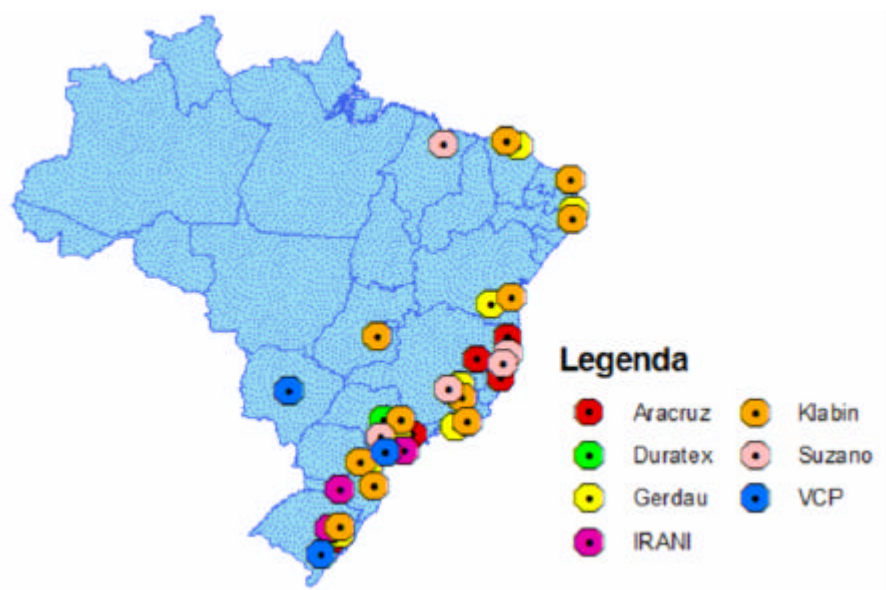 Legenda
Aracruz Klabin
Duratex Suzano
Gerdau VCP
IRANI